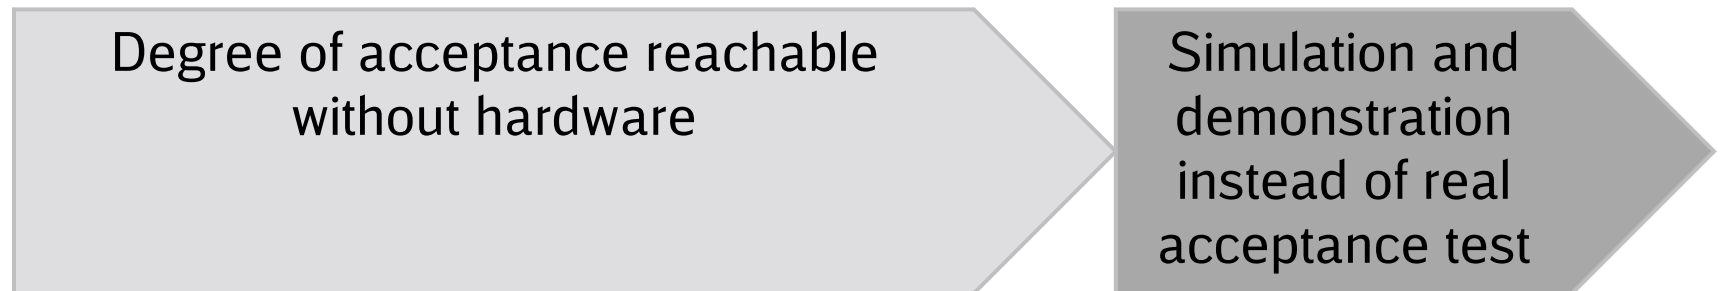 Degree of acceptance reachable
without hardware
Simulation and
demonstration
instead of real
acceptance test